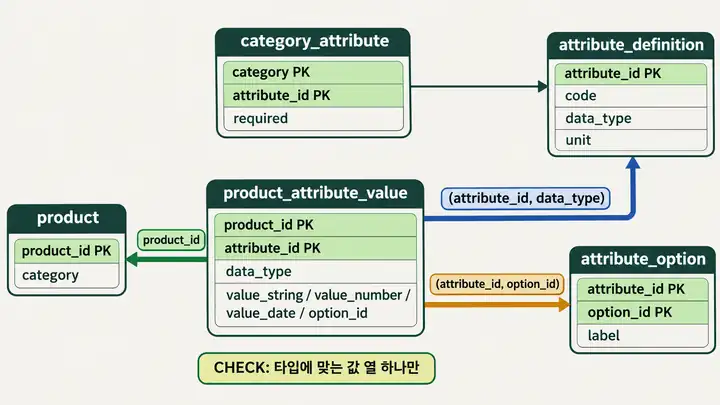 category_attribute
category PK
attribute_id PK
required
attribute_definition
attribute_id PK
code
data_type
unit
product
product_id PK
category
product_id
product_attribute_value
product_id PK
attribute_id PK
data_type
value_string / value_number /
value_date / option_id
(attribute_id, data_type)
(attribute_id, option_id)
attribute_option
attribute_id PK
option_id PK
label
CHECK: 타입에 맞는 값 열 하나만